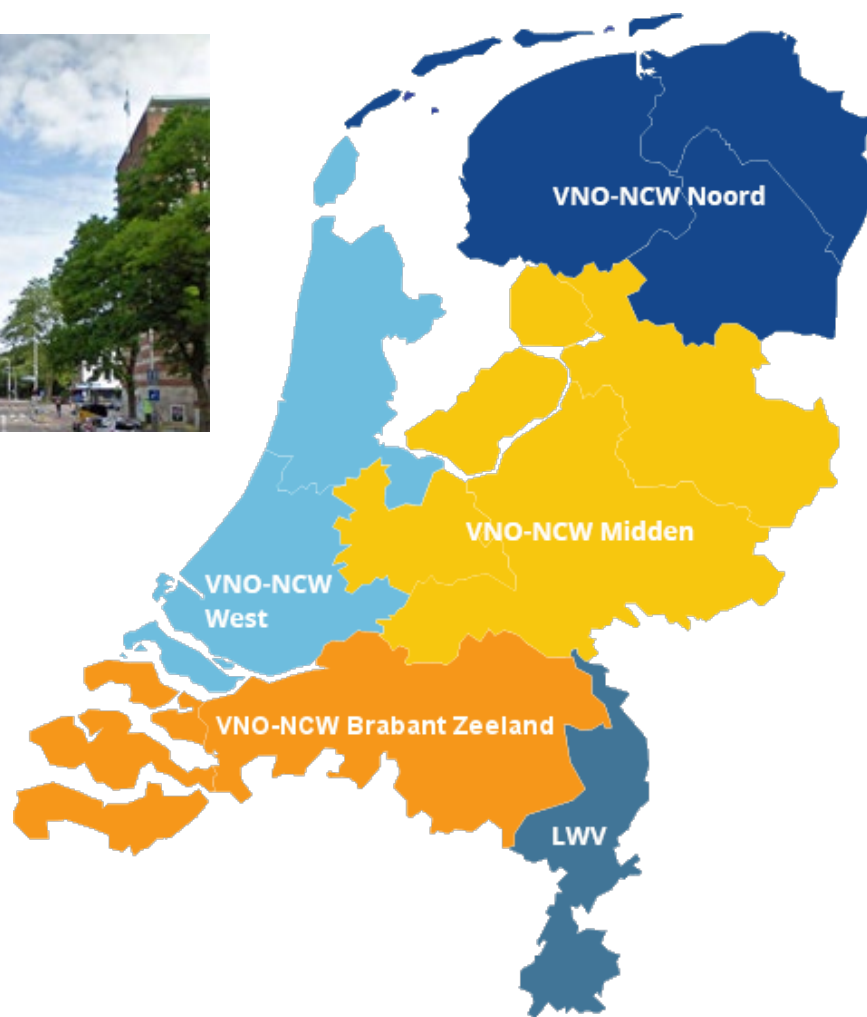 VNO-NCW Noord
VNO-NCW Midden
VNO-NCW
West
VNO-NCW Brabant Zeeland
LWV